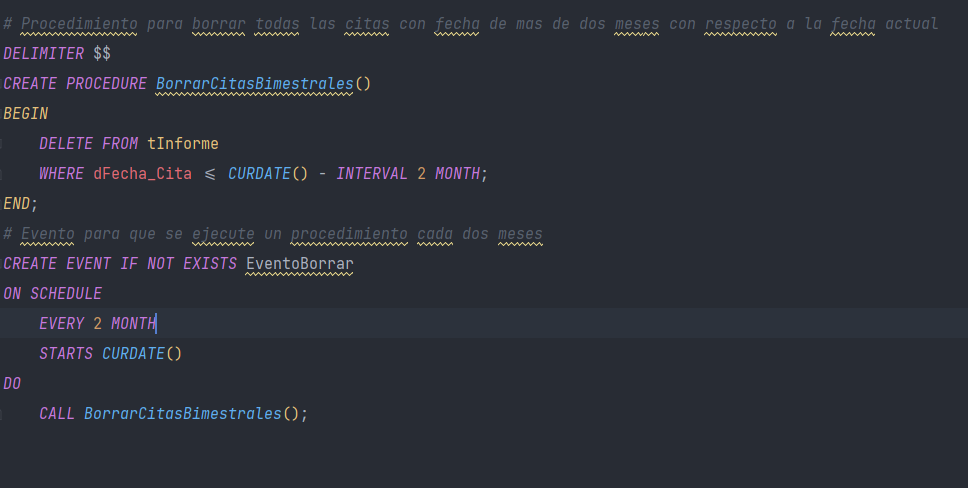 # Procedimiento para borrar todas las citas con fecha de mas de dos meses con respecto a la fecha actual
DELIMITER $$
CREATE PROCEDURE BorrarCitasBimestrales()
BEGIN
    DELETE FROM tInforme
    WHERE dFecha_Cita <= CURDATE() - INTERVAL 2 MONTH;
END;
# Evento para que se ejecute un procedimiento cada dos meses
CREATE EVENT IF NOT EXISTS EventoBorrar
ON SCHEDULE
    EVERY 2 MONTH
    STARTS CURDATE()
DO
    CALL BorrarCitasBimestrales();